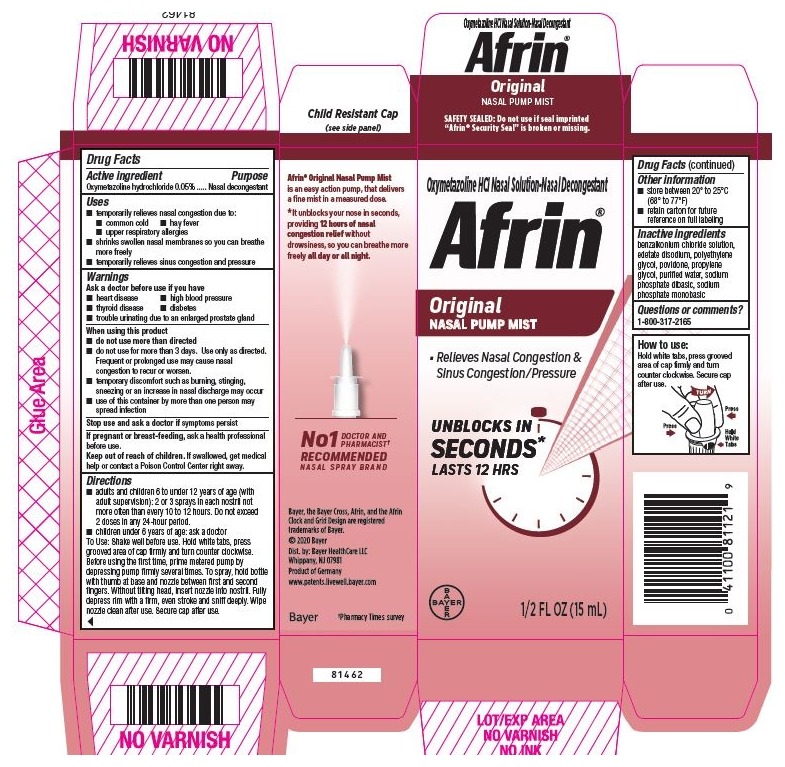 81462
NO VARNISH
Glue Area
Drug Facts
Active ingredient Purpose
Oxymetazoline hydrochloride 0.05% ..... Nasal decongestant
Uses
■ temporarily relieves nasal congestion due to:
■ common cold ■ hay fever
■ upper respiratory allergies
■ shrinks swollen nasal membranes so you can breathe
more freely
■ temporarily relieves sinus congestion and pressure
Warnings
Ask a doctor before use if you have
■ heart disease ■ high blood pressure
■ thyroid disease ■ diabetes
■ trouble urinating due to an enlarged prostate gland
When using this product
■ do not use more than directed
■ do not use for more than 3 days. Use only as directed.
Frequent or prolonged use may cause nasal
congestion to recur or worsen.
■ temporary discomfort such as burning, stinging,
sneezing or an increase in nasal discharge may occur
■ use of this container by more than one person may
spread infection
Stop use and ask a doctor if symptoms persist
If pregnant or breast-feeding, ask a health professional
before use.
Keep out of reach of children. If swallowed, get medical
help or contact a Poison Control Center right away.
Directions
■ adults and children 6 to under 12 years of age (with
adult supervision): 2 or 3 sprays in each nostril not
more often than every 10 to 12 hours. Do not exceed
2 doses in any 24-hour period.
■ children under 6 years of age: ask a doctor
To Use: Shake well before use. Hold white tabs, press
grooved area of cap firmly and turn counter clockwise.
Before using the first time, prime metered pump by
depressing pump firmly several times. To spray, hold bottle
with thumb at base and nozzle between first and second
fingers. Without tilting head, insert nozzle into nostril. Fully
depress rim with a firm, even stroke and sniff deeply. Wipe
nozzle clean after use. Secure cap after use.
NO VARNISH
Child Resistant Cap
(see side panel)
Afrin® Original Nasal Pump Mist
is an easy action pump, that delivers
a fine mist in a measured dose.
*It unblocks your nose in seconds,
providing 12 hours of nasal
congestion relief without
drowsiness, so you can breathe more
freely all day or all night.
No1 DOCTOR AND
PHARMACIST†
RECOMMENDED
NASAL SPRAY BRAND
Bayer, the Bayer Cross, Afrin, and the Afrin
Clock and Grid Design are registered
trademarks of Bayer.
© 2020 Bayer
Dist. by: Bayer HealthCare LLC
Whippany, NJ 07981
Product of Germany
www.patents.livewell.bayer.com
Bayer †Pharmacy Times survey
81462
Oxymetazoline HCl Nasal Solution-Nasal Decongestant
Afrin®
Original
NASAL PUMP MIST
SAFETY SEALED: Do not use if seal imprinted
"Afrin® Security Seal" is broken or missing.
Oxymetazoline HCl Nasal Solution-Nasal Decongestant
Afrin®
Original
NASAL PUMP MIST
• Relieves Nasal Congestion &
Sinus Congestion/Pressure
UNBLOCKS IN
SECONDS*
LASTS 12 HRS
BAYER
BAYER
1/2 FL OZ (15 mL)
LOT/EXP AREA
NO VARNISH
NO INK
Drug Facts (continued)
Other information
■ store between 20° to 25°C
(68° to 77°F)
■ retain carton for future
reference on full labeling
Inactive ingredients
benzalkonium chloride solution,
edetate disodium, polyethylene
glycol, povidone, propylene
glycol, purified water, sodium
phosphate dibasic, sodium
phosphate monobasic
Questions or comments?
1-800-317-2165
How to use:
Hold white tabs, press grooved
area of cap firmly and turn
counter clockwise. Secure cap
after use.
TURN
Press
Press
Hold
White
Tabs
0 41100 81121 9